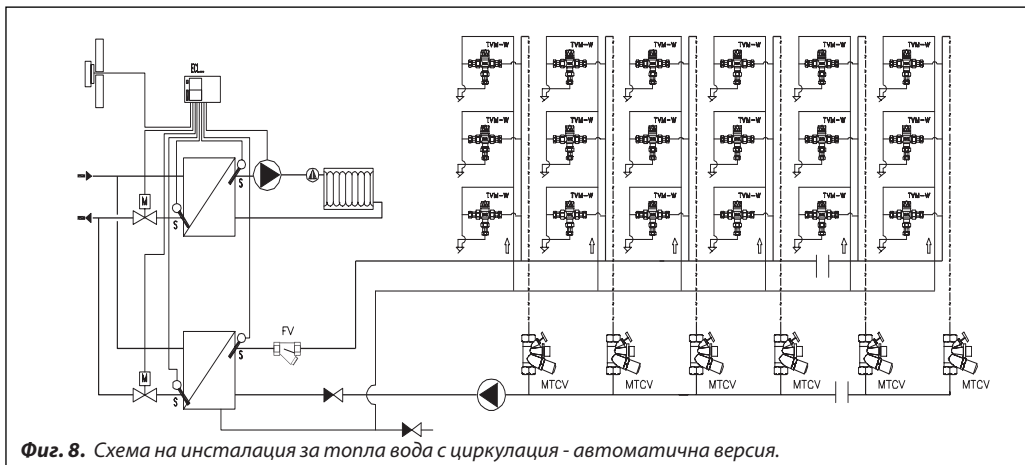 TVM-W TVM-W TVM-W TVM-W TVM-W TVM-W
ECL
TVM-W TVM-W TVM-W TVM-W TVM-W TVM-W
M
S
S
TVM-W TVM-W TVM-W TVM-W TVM-W TVM-W
FV
S
M
S
MTCV MTCV MTCV MTCV MTCV MTCV
Фиг. 8. Схема на инсталация за топла вода с циркулация - автоматична версия.